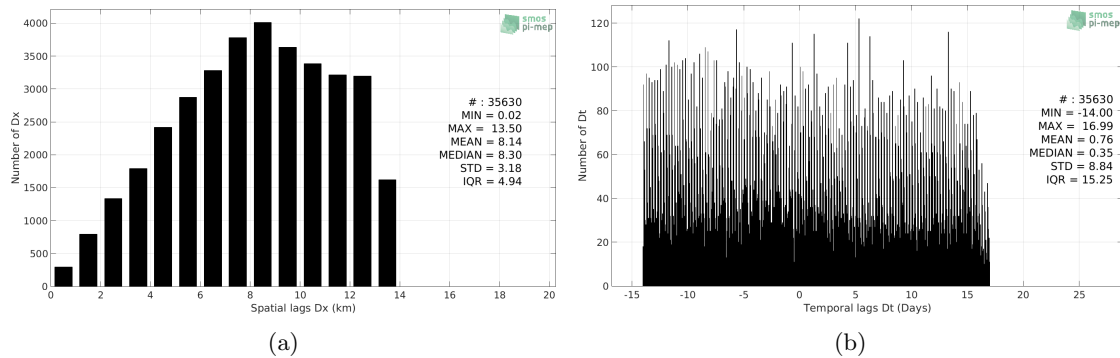 smos
pi-mep
4000
3500
3000
2500
2000
1500
1000
500
0
Number of Dx
# : 35630
MIN = 0.02
MAX = 13.50
MEAN = 8.14
MEDIAN = 8.30
STD = 3.18
IQR = 4.94
0 2 4 6 8 10 12 14 16 18 20
Spatial lags Dx (km)
(a)
smos
pi-mep
120
100
80
60
40
20
0
Number of Dt
# : 35630
MIN = -14.00
MAX = 16.99
MEAN = 0.76
MEDIAN = 0.35
STD = 8.84
IQR = 15.25
-15 -10 -5 0 5 10 15 20 25
Temporal lags Dt (Days)
(b)